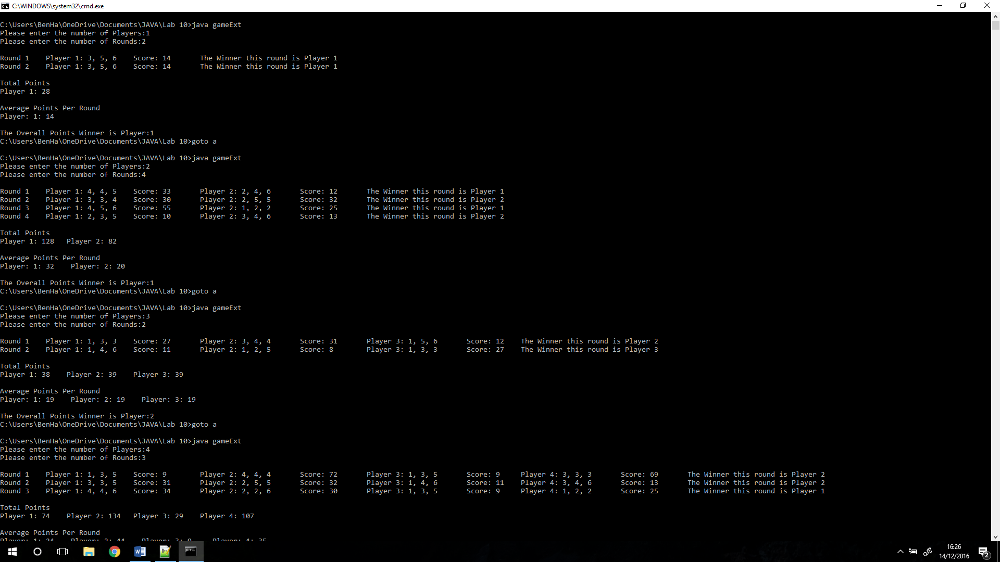 C:\WINDOWS\system32\cmd.exe
C:\Users\BenHa\OneDrive\Documents\JAVA\Lab 10>java gameExt
Please enter the number of Players:1
Please enter the number of Rounds:2
Round 1 Player 1: 3, 5, 6 Score: 14 The Winner this round is Player 1
Round 2 Player 1: 3, 5, 6 Score: 14 The Winner this round is Player 1
Total Points
Player 1: 28
Average Points Per Round
Player: 1: 14
The Overall Points Winner is Player:1
C:\Users\BenHa\OneDrive\Documents\JAVA\Lab 10>goto a
C:\Users\BenHa\OneDrive\Documents\JAVA\Lab 10>java gameExt
Please enter the number of Players:2
Please enter the number of Rounds:4
Round 1 Player 1: 4, 4, 5 Score: 33 Player 2: 2, 4, 6 Score: 12 The Winner this round is Player 1
Round 2 Player 1: 3, 3, 4 Score: 30 Player 2: 2, 5, 5 Score: 32 The Winner this round is Player 2
Round 3 Player 1: 4, 5, 6 Score: 55 Player 2: 1, 2, 2 Score: 25 The Winner this round is Player 1
Round 4 Player 1: 2, 3, 5 Score: 10 Player 2: 3, 4, 6 Score: 13 The Winner this round is Player 2
Total Points
Player 1: 128 Player 2: 82
Average Points Per Round
Player: 1: 32 Player: 2: 20
The Overall Points Winner is Player:1
C:\Users\BenHa\OneDrive\Documents\JAVA\Lab 10>goto a
C:\Users\BenHa\OneDrive\Documents\JAVA\Lab 10>java gameExt
Please enter the number of Players:3
Please enter the number of Rounds:2
Round 1 Player 1: 1, 3, 3 Score: 27 Player 2: 3, 4, 4 Score: 31 Player 3: 1, 5, 6 Score: 12 The Winner this round is Player 2
Round 2 Player 1: 1, 4, 6 Score: 11 Player 2: 1, 2, 5 Score: 8 Player 3: 1, 3, 3 Score: 27 The Winner this round is Player 3
Total Points
Player 1: 38 Player 2: 39 Player 3: 39
Average Points Per Round
Player: 1: 19 Player: 2: 19 Player: 3: 19
The Overall Points Winner is Player:2
C:\Users\BenHa\OneDrive\Documents\JAVA\Lab 10>goto a
C:\Users\BenHa\OneDrive\Documents\JAVA\Lab 10>java gameExt
Please enter the number of Players:4
Please enter the number of Rounds:3
Round 1 Player 1: 1, 3, 5 Score: 9 Player 2: 4, 4, 4 Score: 72 Player 3: 1, 3, 5 Score: 9 Player 4: 3, 3, 3 Score: 69 The Winner this round is Player 2
Round 2 Player 1: 3, 3, 5 Score: 31 Player 2: 2, 5, 5 Score: 32 Player 3: 1, 4, 6 Score: 11 Player 4: 3, 4, 6 Score: 13 The Winner this round is Player 2
Round 3 Player 1: 4, 4, 6 Score: 34 Player 2: 2, 2, 6 Score: 30 Player 3: 1, 3, 5 Score: 9 Player 4: 1, 2, 2 Score: 25 The Winner this round is Player 1
Total Points
Player 1: 74 Player 2: 134 Player 3: 29 Player 4: 107
Average Points Per Round
Player: 1: 24 Player: 2: 44 Player: 3: 9 Player: 4: 35
16:26
14/12/2016
2